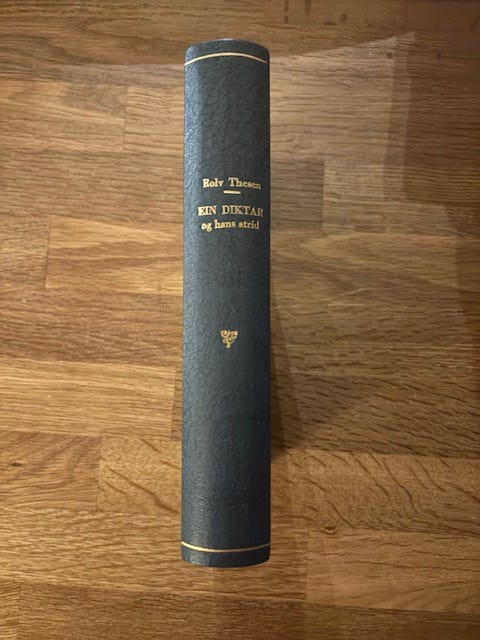 Rolv Thesen
EIN DIKTAR
og hans strid